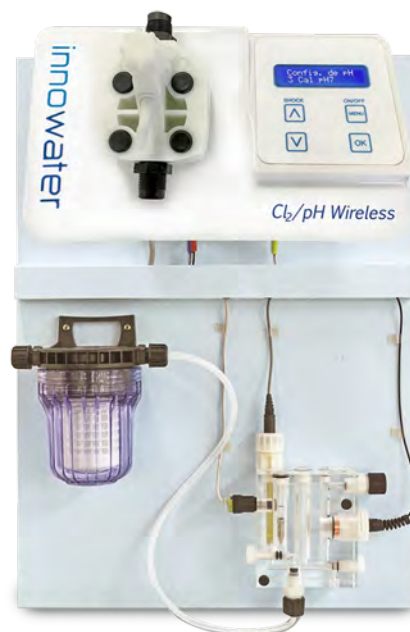 innowater
Config. de pH
3 Cal pH7
SHOCK
ON/OFF
MENU
OK
Cl₂/pH Wireless